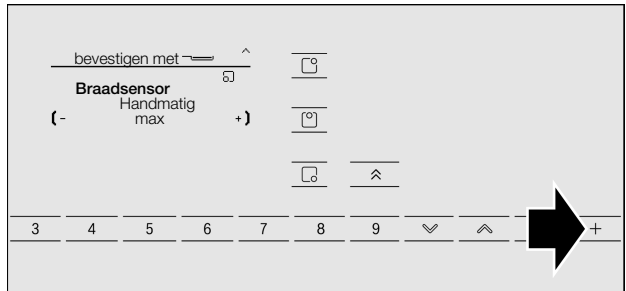 bevestigen met
Braadsensor
Handmatig
- max +
3 4 5 6 7 8 9 +